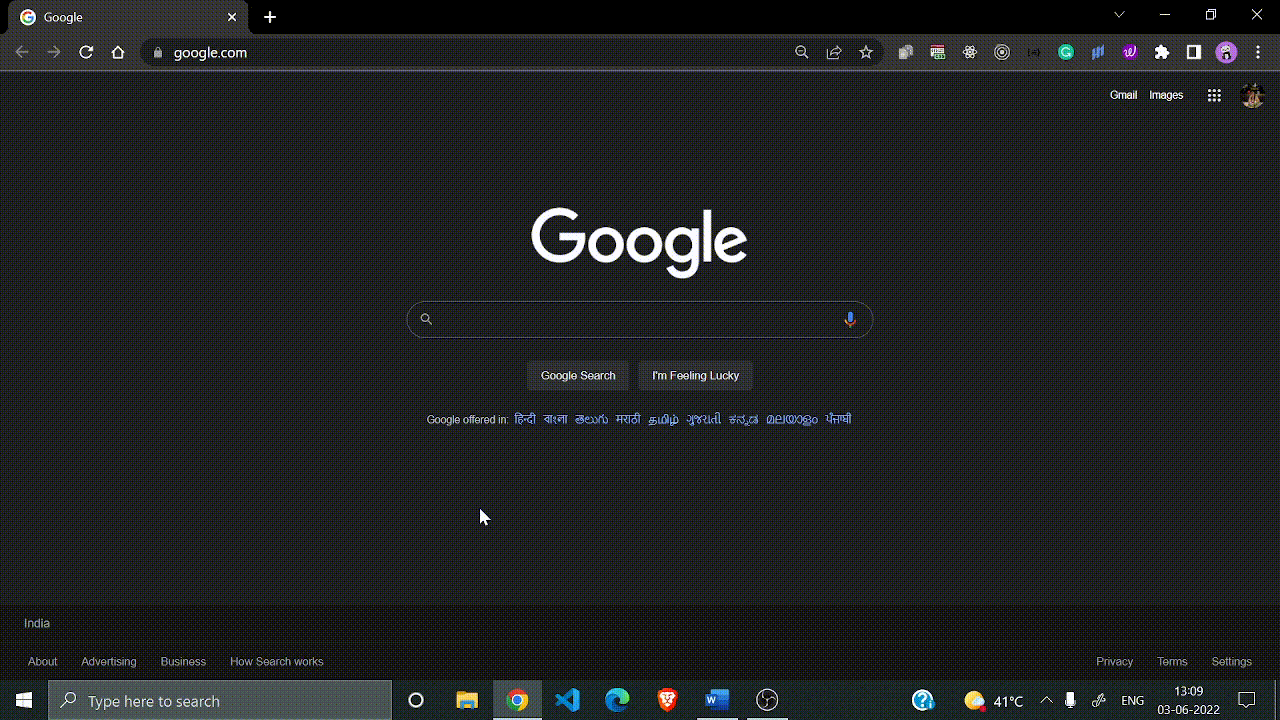 Google
google.com
Gmail Images
Google
Google Search I'm Feeling Lucky
Google offered in: हिन्दी বাংলা తెలుగు मराठी தமிழ் ગુજરાતી ಕನ್ನಡ മലയാളം ਪੰਜਾਬੀ
India
About Advertising Business How Search works Privacy Terms Settings
Type here to search 41°C ENG 13:09
03-06-2022